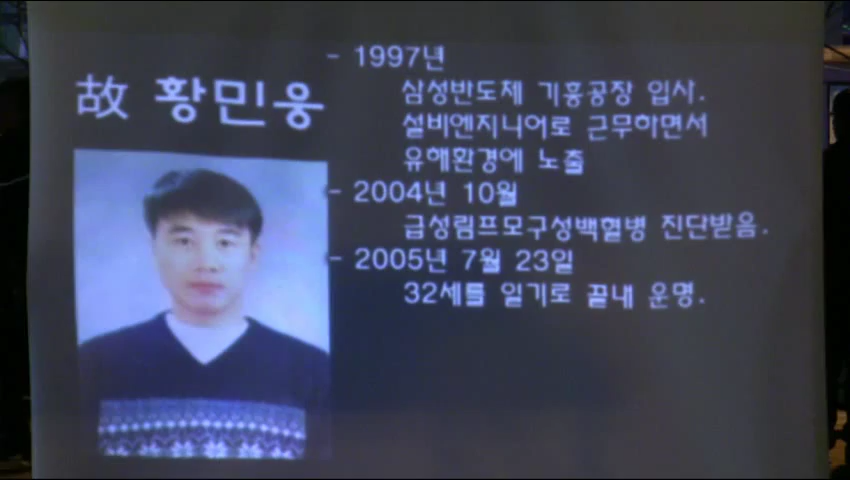 故 황민웅
- 1997년
삼성반도체 기흥공장 입사.
설비엔지니어로 근무하면서
유해환경에 노출
- 2004년 10월
급성림프모구성백혈병 진단받음.
- 2005년 7월 23일
32세를 일기로 끝내 운명.